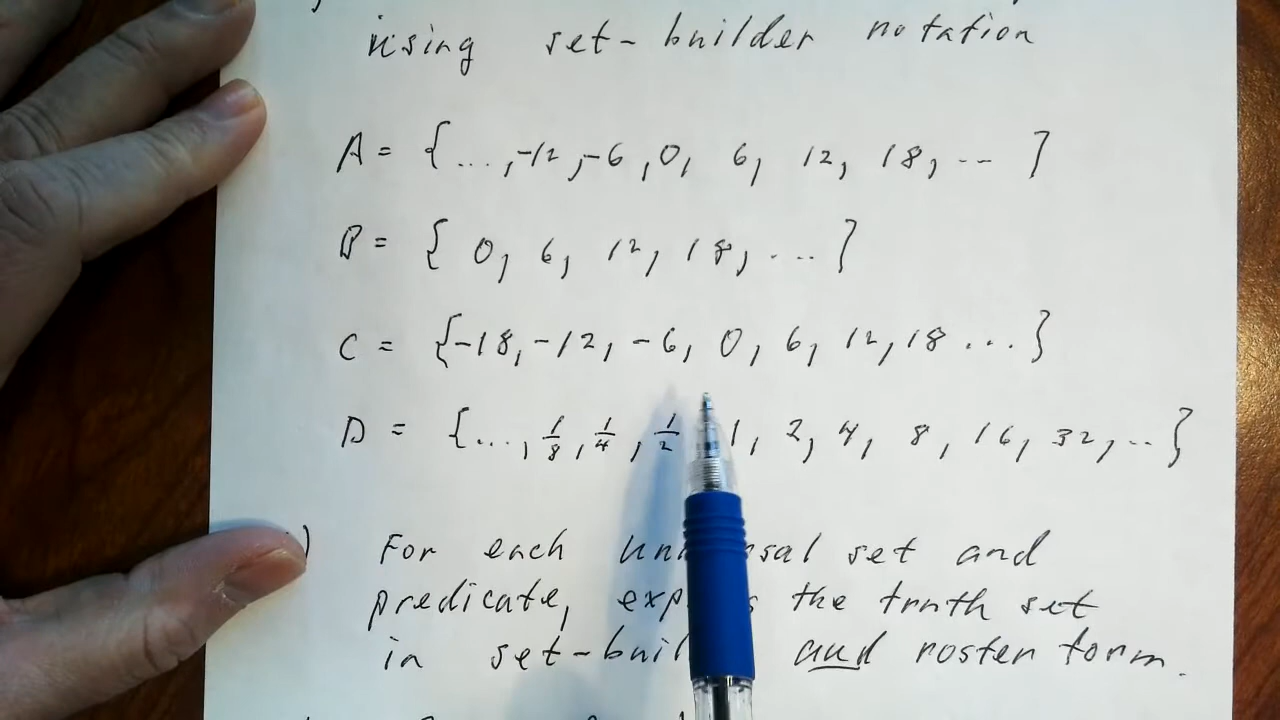 using set-builder notation
A = {..., -12, -6, 0, 6, 12, 18, ...}
B = {0, 6, 12, 18, ...}
C = {-18, -12, -6, 0, 6, 12, 18 ...}
D = {..., 1/8, 1/4, 1/2 1, 2, 4, 8, 16, 32, ...}
) For each set and
predicate, the truth set
in and roster form.